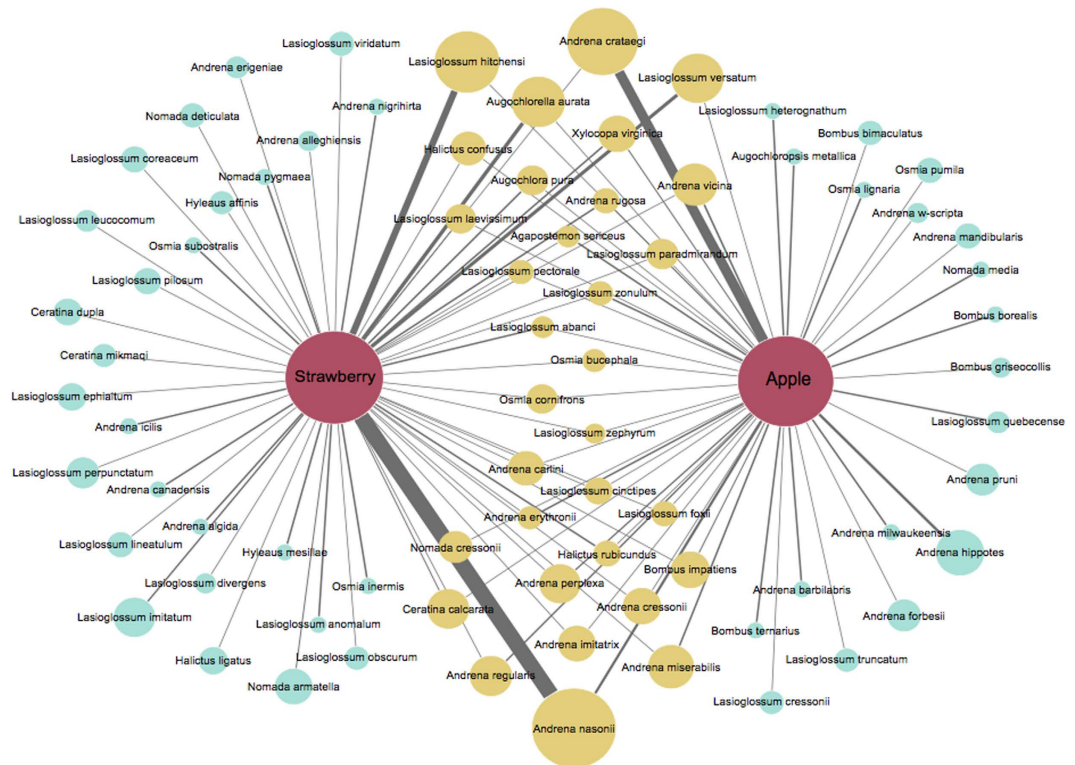 Andrena crataegi
Lasioglossum viridatum
Lasioglossum hitchensi
Andrena erigeniae
Lasioglossum versatum
Augochlorella aurata
Andrena nigrihirta
Lasioglossum heterognathum
Nomada deticulata
Bombus bimaculatus
Xylocopa virginica
Andrena alleghiensis
Halictus confusus
Augochloropsis metallica
Lasioglossum coreaceum
Osmia pumila
Nomada pygmaea
Augochlora pura
Andrena vicina
Osmia lignaria
Hyleaus affinis
Andrena rugosa
Andrena w-scripta
Lasioglossum leucocomum
Lasioglossum laevissimum
Agapostemon sericeus
Andrena mandibularis
Osmia subostralis
Lasioglossum paradmirandum
Nomada media
Lasioglossum pectorale
Lasioglossum pilosum
Lasioglossum zonulum
Ceratina dupla
Bombus borealis
Lasioglossum abanci
Ceratina mikmaqi
Osmia bucephala
Bombus griseocollis
Strawberry
Apple
Lasioglossum ephialtum
Osmia cornifrons
Lasioglossum quebecense
Andrena icilis
Lasioglossum zephyrum
Andrena carlini
Lasioglossum perpunctatum
Andrena pruni
Andrena canadensis
Lasioglossum cinctipes
Lasioglossum foxii
Andrena erythronii
Andrena algida
Andrena milwaukeensis
Lasioglossum lineatulum
Nomada cressonii
Hyleaus mesillae
Halictus rubicundus
Andrena hippotes
Bombus impatiens
Lasioglossum divergens
Andrena perplexa
Osmia inermis
Andrena barbilabris
Ceratina calcarata
Andrena cressonii
Andrena forbesii
Lasioglossum imitatum
Lasioglossum anomalum
Bombus ternarius
Andrena imitatrix
Lasioglossum obscurum
Halictus ligatus
Lasioglossum truncatum
Andrena miserabilis
Andrena regularis
Nomada armatella
Lasioglossum cressonii
Andrena nasonii